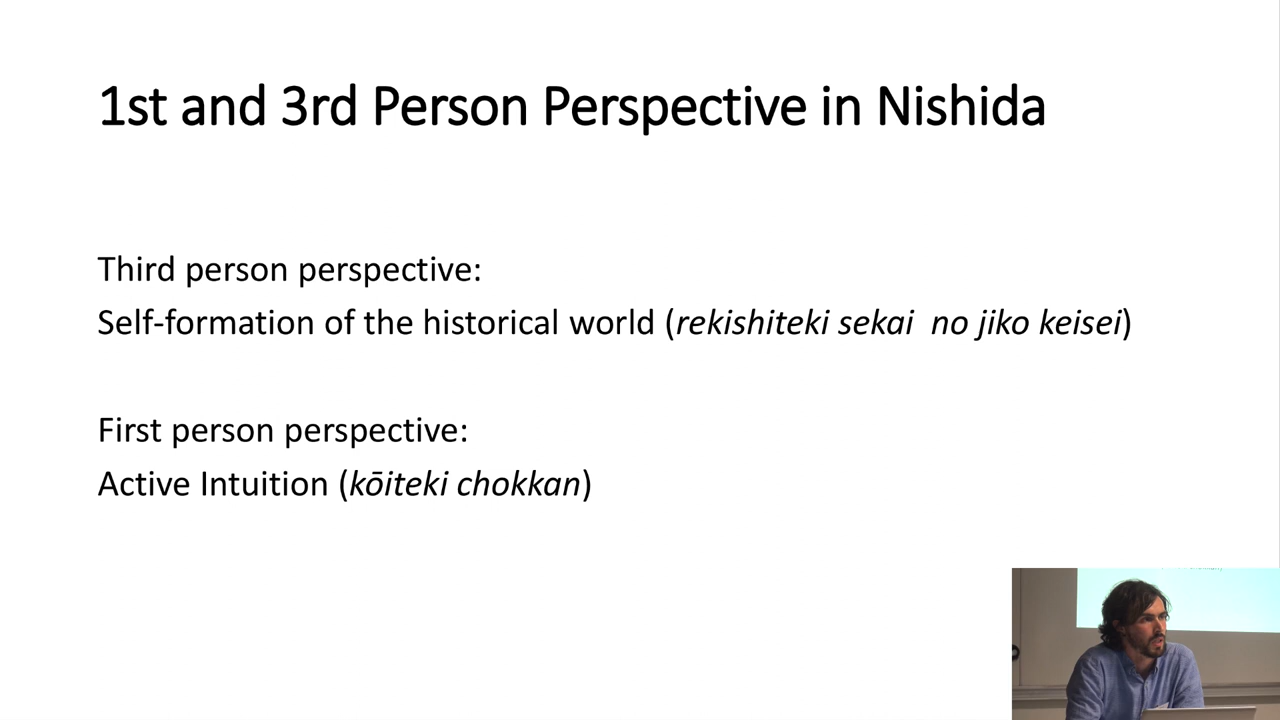 1st and 3rd Person Perspective in Nishida
Third person perspective:
Self-formation of the historical world (rekishiteki sekai  no jiko keisei)
First person perspective:
Active Intuition (kōiteki chokkan)